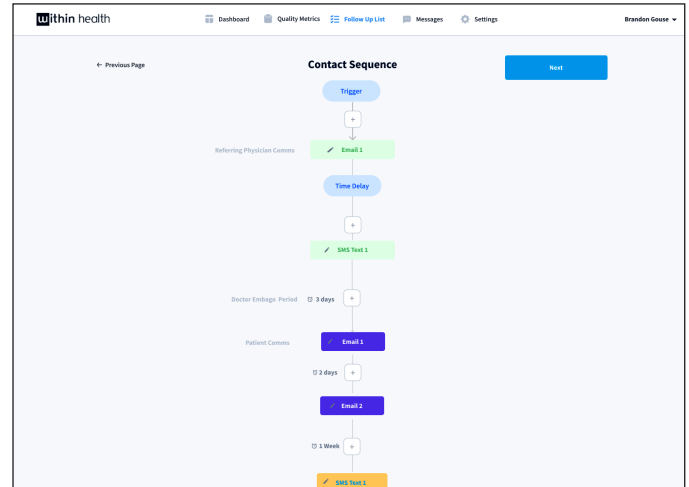 within health
Dashboard
Quality Metrics
Follow Up List
Messages
Settings
Brandon Gouse
← Previous Page
Contact Sequence
Next
Trigger
+
Referring Physician Comms
Email 1
Time Delay
+
SMS Text 1
Doctor Embago Period
3 days
+
Patient Comms
Email 1
2 days
+
Email 2
1 Week
+
SMS Text 1